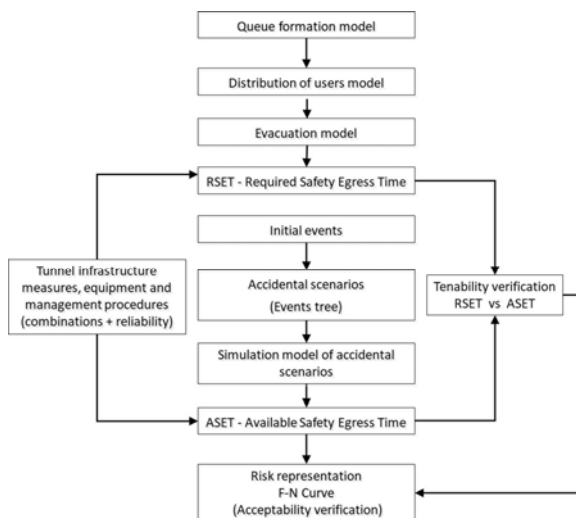 Queue formation model
Distribution of users model
Evacuation model
RSET - Required Safety Egress Time
Initial events
Tunnel infrastructure
measures, equipment and
management procedures
(combinations + reliability)
Accidental scenarios
(Events tree)
Tenability verification
RSET vs ASET
Simulation model of accidental
scenarios
ASET - Available Safety Egress Time
Risk representation
F-N Curve
(Acceptability verification)